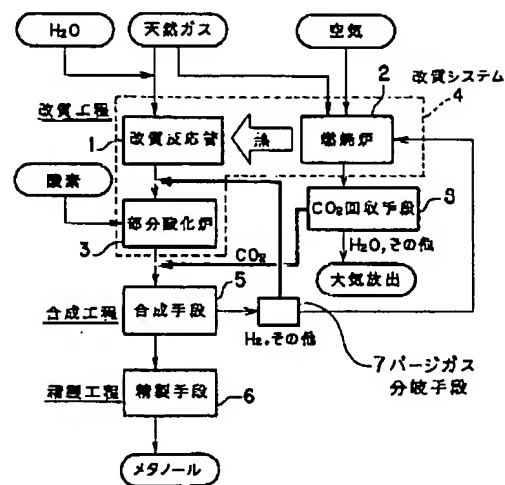 H₂O
天然ガス
空気
改質システム
2
4
改質工程
1
改質反応管
熱
燃焼炉
酸素
部分酸化炉
3
CO₂回収手段
9
CO₂
H₂O,その他
大気放出
5
合成工程
合成手段
H₂,その他
7 パージガス
分岐手段
精製工程
精製手段
6
メタノール